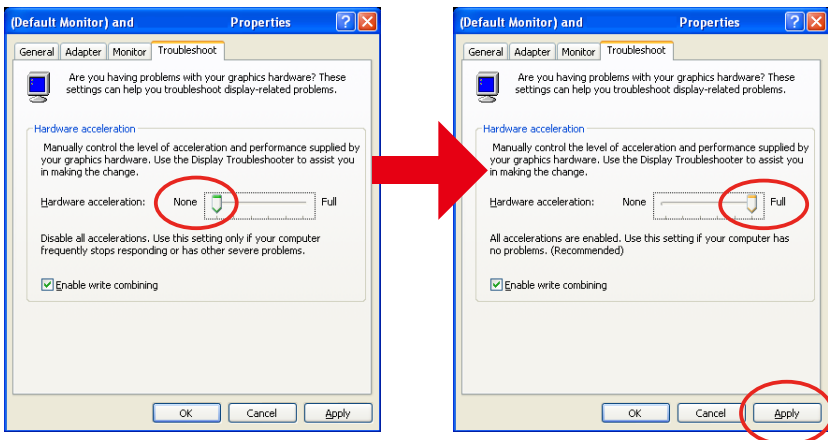 (Default Monitor) and Properties
General Adapter Monitor Troubleshoot
Are you having problems with your graphics hardware? These
settings can help you troubleshoot display-related problems.
Hardware acceleration
Manually control the level of acceleration and performance supplied by
your graphics hardware. Use the Display Troubleshooter to assist you
in making the change.
Hardware acceleration: None Full
Disable all accelerations. Use this setting only if your computer
frequently stops responding or has other severe problems.
Enable write combining
OK Cancel Apply
(Default Monitor) and Properties
General Adapter Monitor Troubleshoot
Are you having problems with your graphics hardware? These
settings can help you troubleshoot display-related problems.
Hardware acceleration
Manually control the level of acceleration and performance supplied by
your graphics hardware. Use the Display Troubleshooter to assist you
in making the change.
Hardware acceleration: None Full
All accelerations are enabled. Use this setting if your computer has
no problems. (Recommended)
Enable write combining
OK Cancel Apply